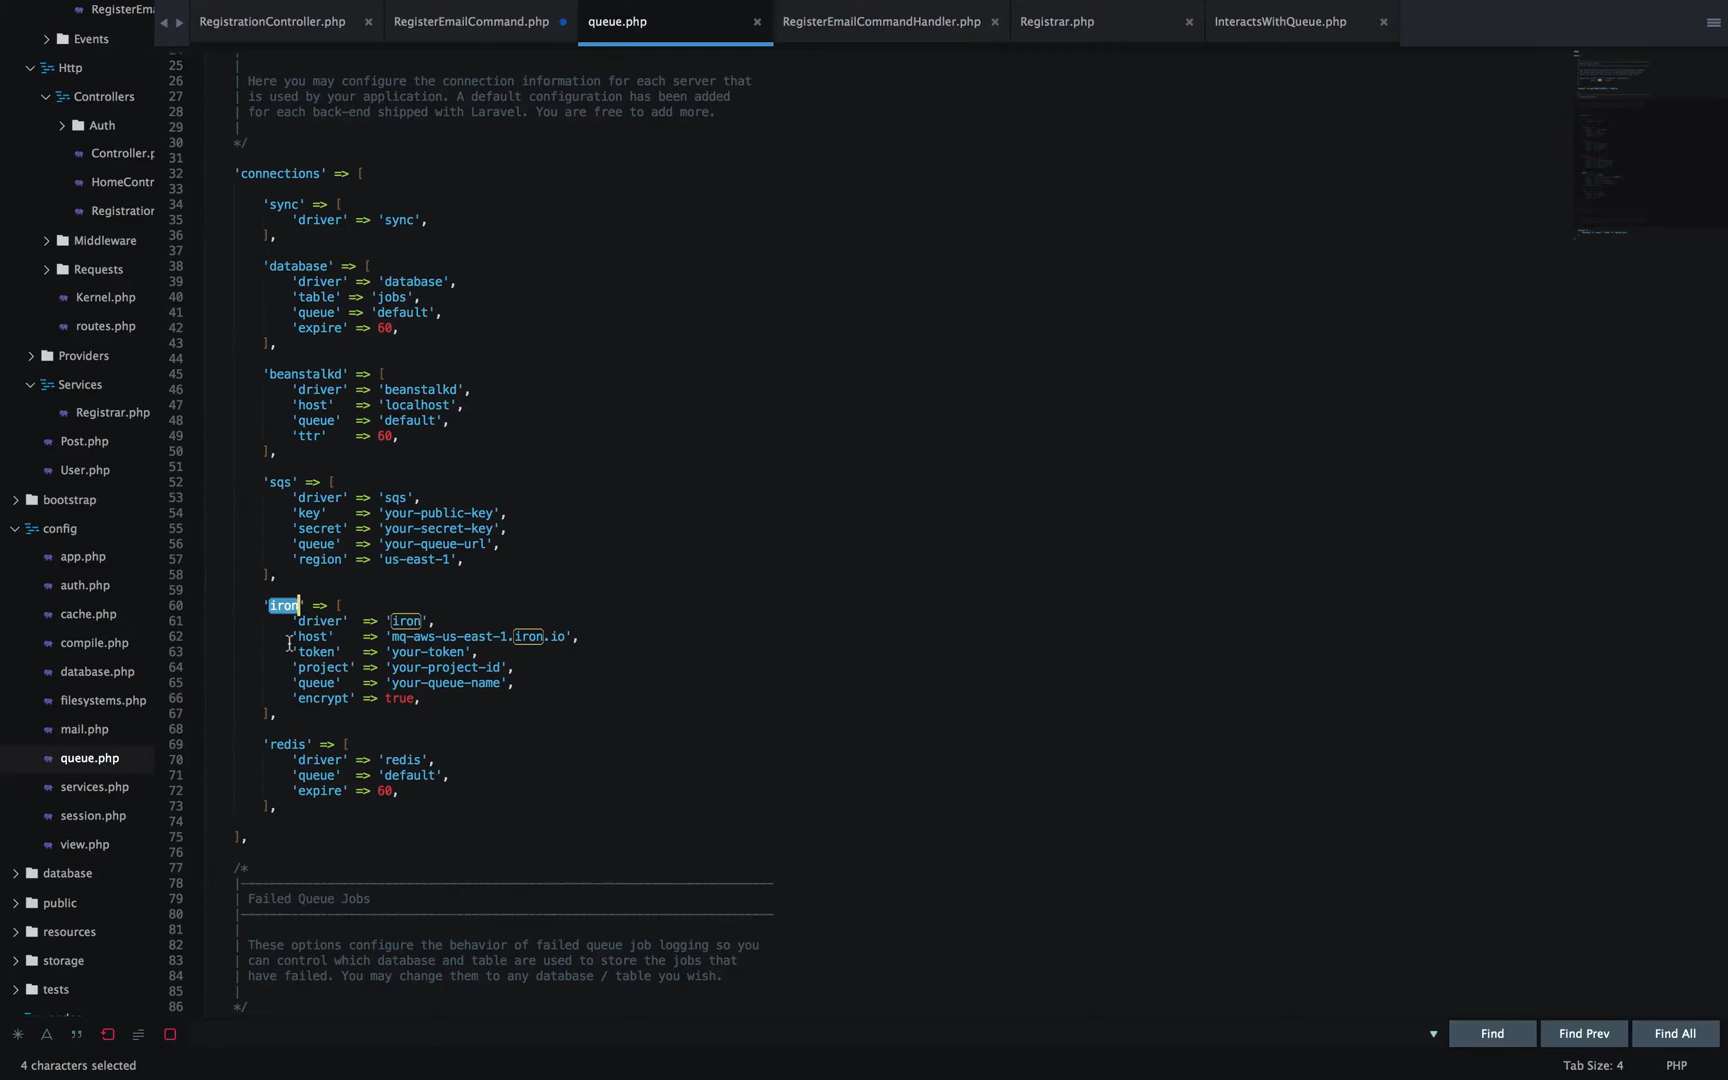 RegisterEma
Events
Http
Controllers
Auth
Controller.p
HomeContr
Registration
Middleware
Requests
Kernel.php
routes.php
Providers
Services
Registrar.php
Post.php
User.php
bootstrap
config
app.php
auth.php
cache.php
compile.php
database.php
filesystems.php
mail.php
queue.php
services.php
session.php
view.php
database
public
resources
storage
tests
RegistrationController.php × RegisterEmailCommand.php queue.php × RegisterEmailCommandHandler.php × Registrar.php × InteractsWithQueue.php ×
25 |
26 | Here you may configure the connection information for each server that
27 | is used by your application. A default configuration has been added
28 | for each back-end shipped with Laravel. You are free to add more.
29 |
30 */
31
32 'connections' => [
33
34 'sync' => [
35 'driver' => 'sync',
36 ],
37
38 'database' => [
39 'driver' => 'database',
40 'table' => 'jobs',
41 'queue' => 'default',
42 'expire' => 60,
43 ],
44
45 'beanstalkd' => [
46 'driver' => 'beanstalkd',
47 'host' => 'localhost',
48 'queue' => 'default',
49 'ttr' => 60,
50 ],
51
52 'sqs' => [
53 'driver' => 'sqs',
54 'key' => 'your-public-key',
55 'secret' => 'your-secret-key',
56 'queue' => 'your-queue-url',
57 'region' => 'us-east-1',
58 ],
59
60 'iron' => [
61 'driver' => 'iron',
62 'host' => 'mq-aws-us-east-1.iron.io',
63 'token' => 'your-token',
64 'project' => 'your-project-id',
65 'queue' => 'your-queue-name',
66 'encrypt' => true,
67 ],
68
69 'redis' => [
70 'driver' => 'redis',
71 'queue' => 'default',
72 'expire' => 60,
73 ],
74
75 ],
76
77 /*
78 |--------------------------------------------------------------------------
79 | Failed Queue Jobs
80 |--------------------------------------------------------------------------
81 |
82 | These options configure the behavior of failed queue job logging so you
83 | can control which database and table are used to store the jobs that
84 | have failed. You may change them to any database / table you wish.
85 |
86 */
Find Find Prev Find All
4 characters selected Tab Size: 4 PHP